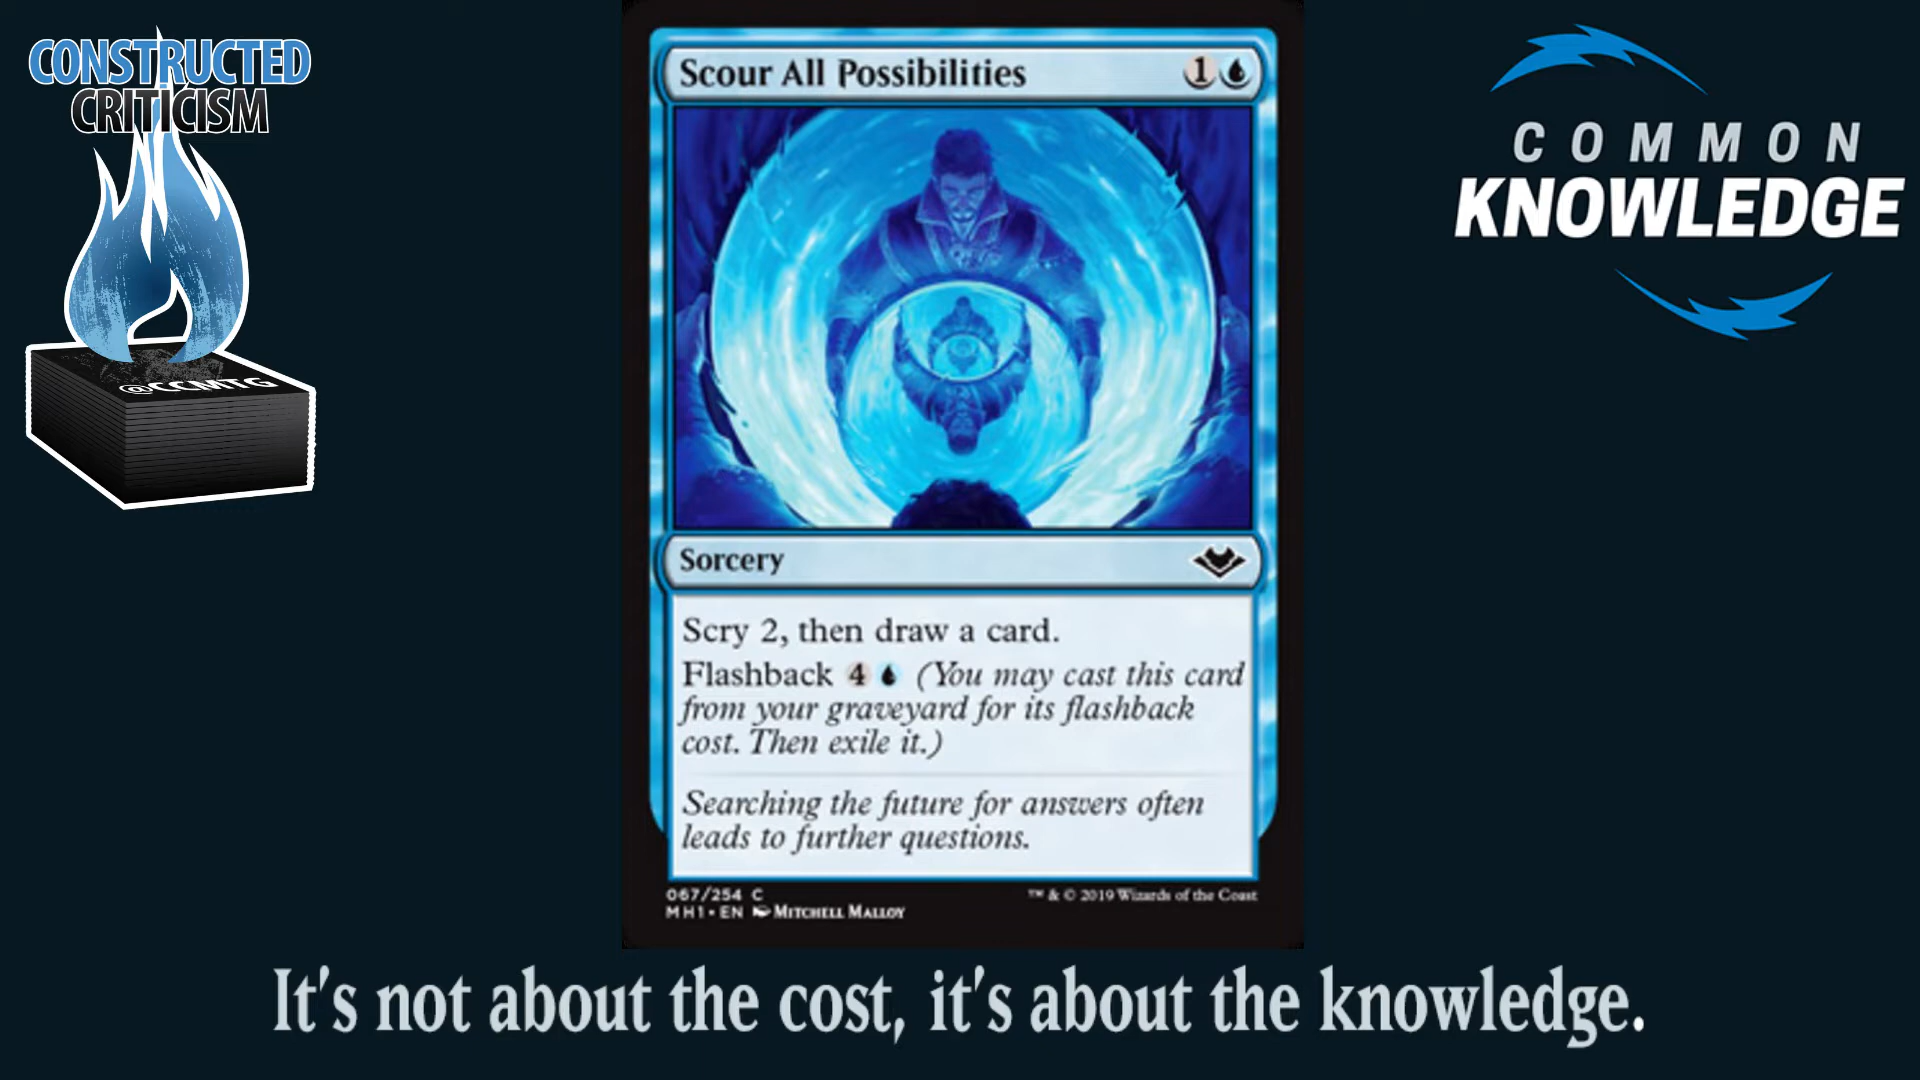 CONSTRUCTED
CRITICISM
@CCMTG
Scour All Possibilities 1
COMMON
KNOWLEDGE
Sorcery
Scry 2, then draw a card.
Flashback 4 (You may cast this card
from your graveyard for its flashback
cost. Then exile it.)
Searching the future for answers often
leads to further questions.
067/254 C
MH1 • EN MITCHELL MALLOY
™ & © 2019 Wizards of the Coast
It's not about the cost, it's about the knowledge.